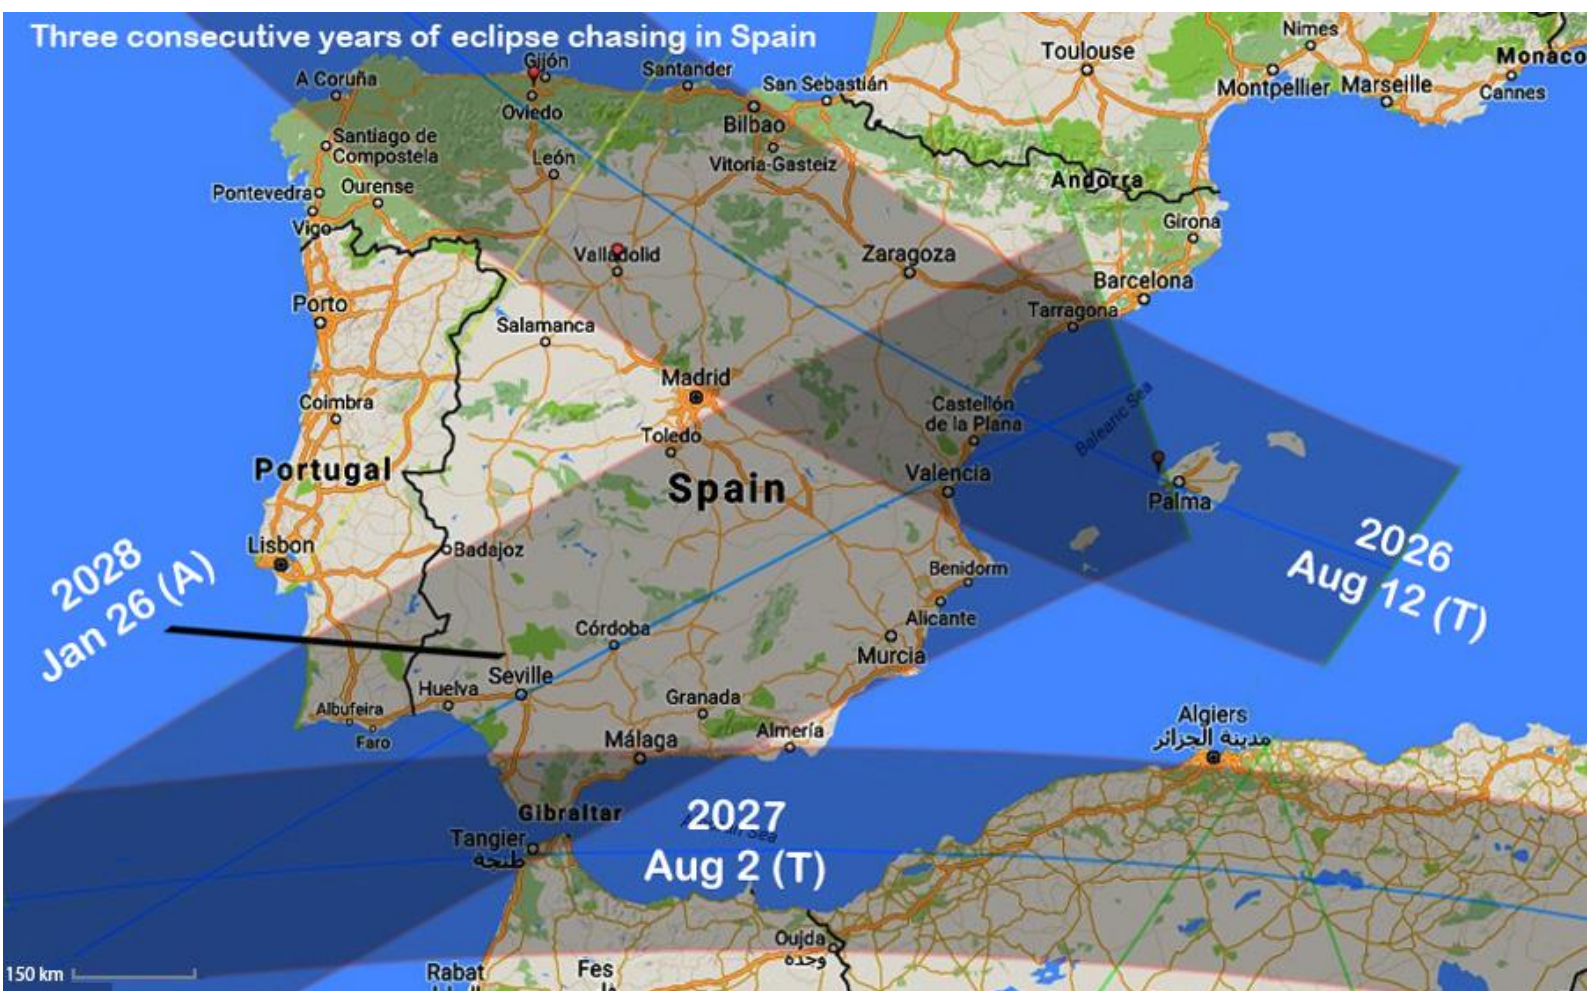 Three consecutive years of eclipse chasing in Spain
Nimes
Toulouse
Monaco
Gijón
A Coruña
Santander
San Sebastián
Montpellier
Marseille
Cannes
Oviedo
Bilbao
Santiago de
Compostela
León
Vitoria-Gasteiz
Andorra
Pontevedra
Ourense
Vigo
Girona
Valladolid
Zaragoza
Barcelona
Porto
Tarragona
Salamanca
Madrid
Coimbra
Castellón
de la Plana
Balearic Sea
Toledo
Portugal
Spain
Valencia
Palma
Lisbon
Badajoz
2026
Aug 12 (T)
2028
Jan 26 (A)
Benidorm
Alicante
Córdoba
Murcia
Seville
Huelva
Granada
Albufeira
Faro
Málaga
Almería
Algiers
مدينة الجزائر
Gibraltar
2027
Aug 2 (T)
Tangier
طنجة
Oujda
وجدة
150 km
Rabat
Fes